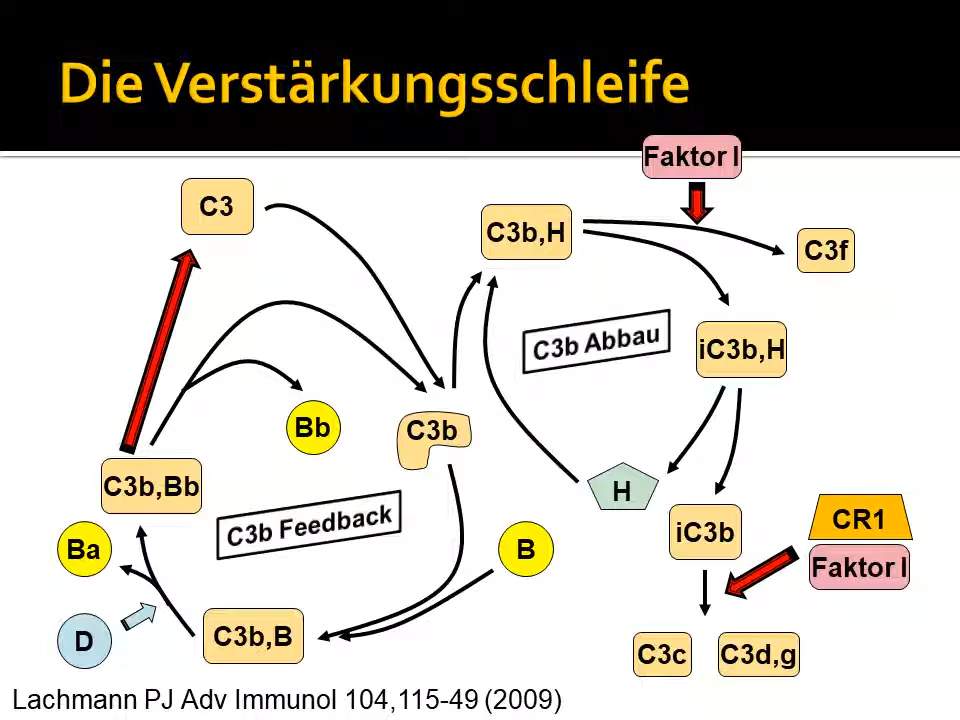 Die Verstärkungsschleife
Faktor I
C3
C3b,H
C3f
C3b Abbau
iC3b,H
Bb
C3b
C3b,Bb
H
C3b Feedback
iC3b
CR1
Ba
B
Faktor I
D
C3b,B
C3c
C3d,g
Lachmann PJ Adv Immunol 104,115-49 (2009)